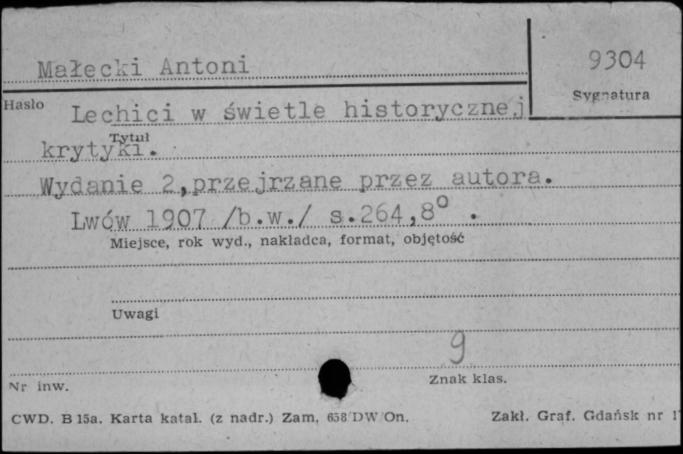 Małecki Antoni
9304
Hasło
Sygnatura
Lechici w świetle historycznej
Tytuł
krytyki.
Wydanie 2,przejrzane przez autora.
Lwów 1907 /b.w./ s.264,8° .
Miejsce, rok wyd., nakładca, format, objętość
Uwagi
9
Nr inw.
Znak klas.
CWD. B 15a. Karta katal. (z nadr.) Zam. 658/DW/On.
Zakł. Graf. Gdańsk nr